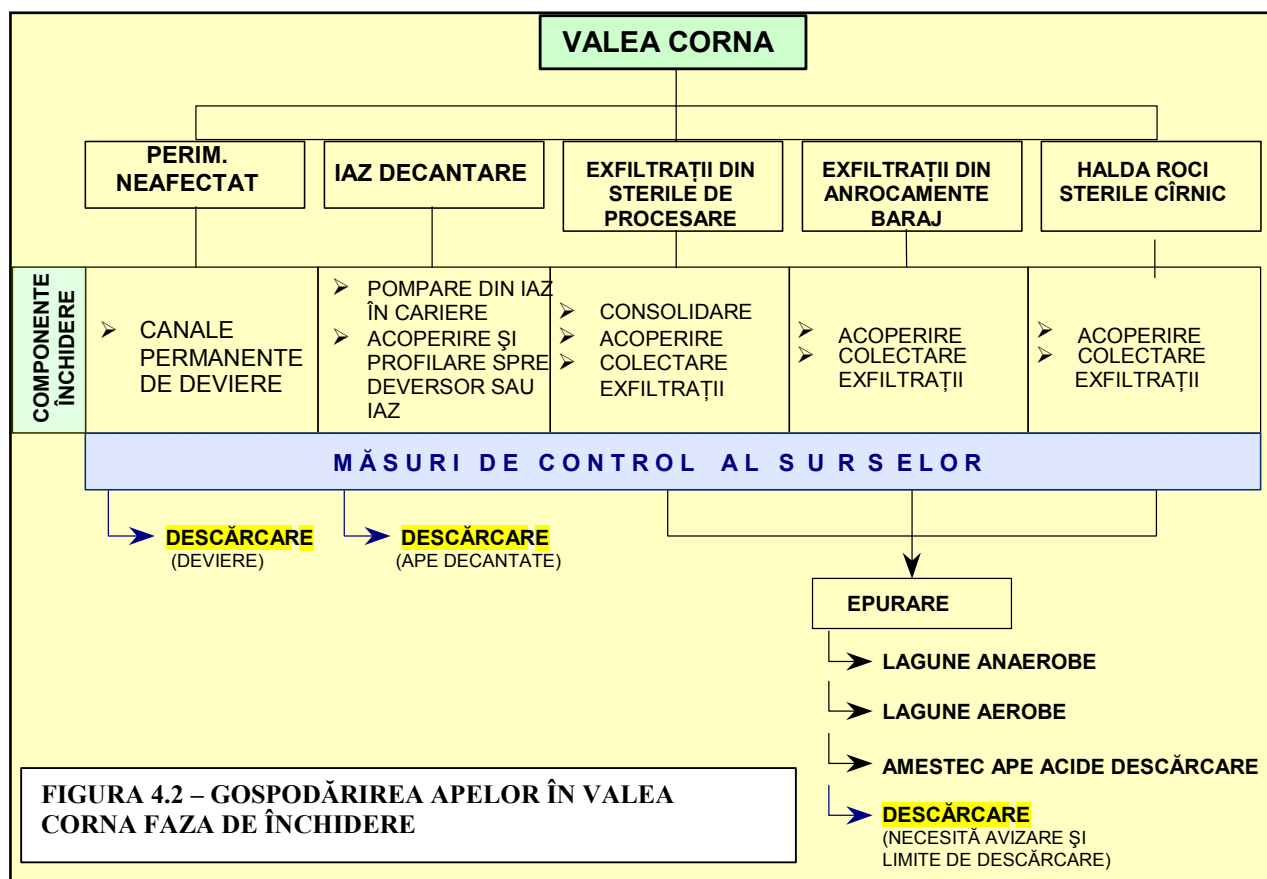 VALEA CORNA
PERIM.
NEAFECTAT
IAZ DECANTARE
EXFILTRAȚII DIN
STERILE DE
PROCESARE
EXFILTRAȚII DIN
ANROCAMENTE
BARAJ
HALDA ROCI
STERILE CÎRNIC
COMPONENTE
ÎNCHIDERE
➢ CANALE
PERMANENTE
DE DEVIERE
➢ POMPARE DIN IAZ
ÎN CARIERE
➢ ACOPERIRE ŞI
PROFILARE SPRE
DEVERSOR SAU
IAZ
➢ CONSOLIDARE
➢ ACOPERIRE
➢ COLECTARE
EXFILTRAȚII
➢ ACOPERIRE
➢ COLECTARE
EXFILTRAȚII
➢ ACOPERIRE
➢ COLECTARE
EXFILTRAȚII
MĂSURI DE CONTROL AL SURSELOR
DESCĂRCARE
(DEVIERE)
DESCĂRCARE
(APE DECANTATE)
EPURARE
LAGUNE ANAEROBE
LAGUNE AEROBE
AMESTEC APE ACIDE DESCĂRCARE
DESCĂRCARE
(NECESITĂ AVIZARE ŞI
LIMITE DE DESCĂRCARE)
FIGURA 4.2 – GOSPODĂRIREA APELOR ÎN VALEA
CORNA FAZA DE ÎNCHIDERE